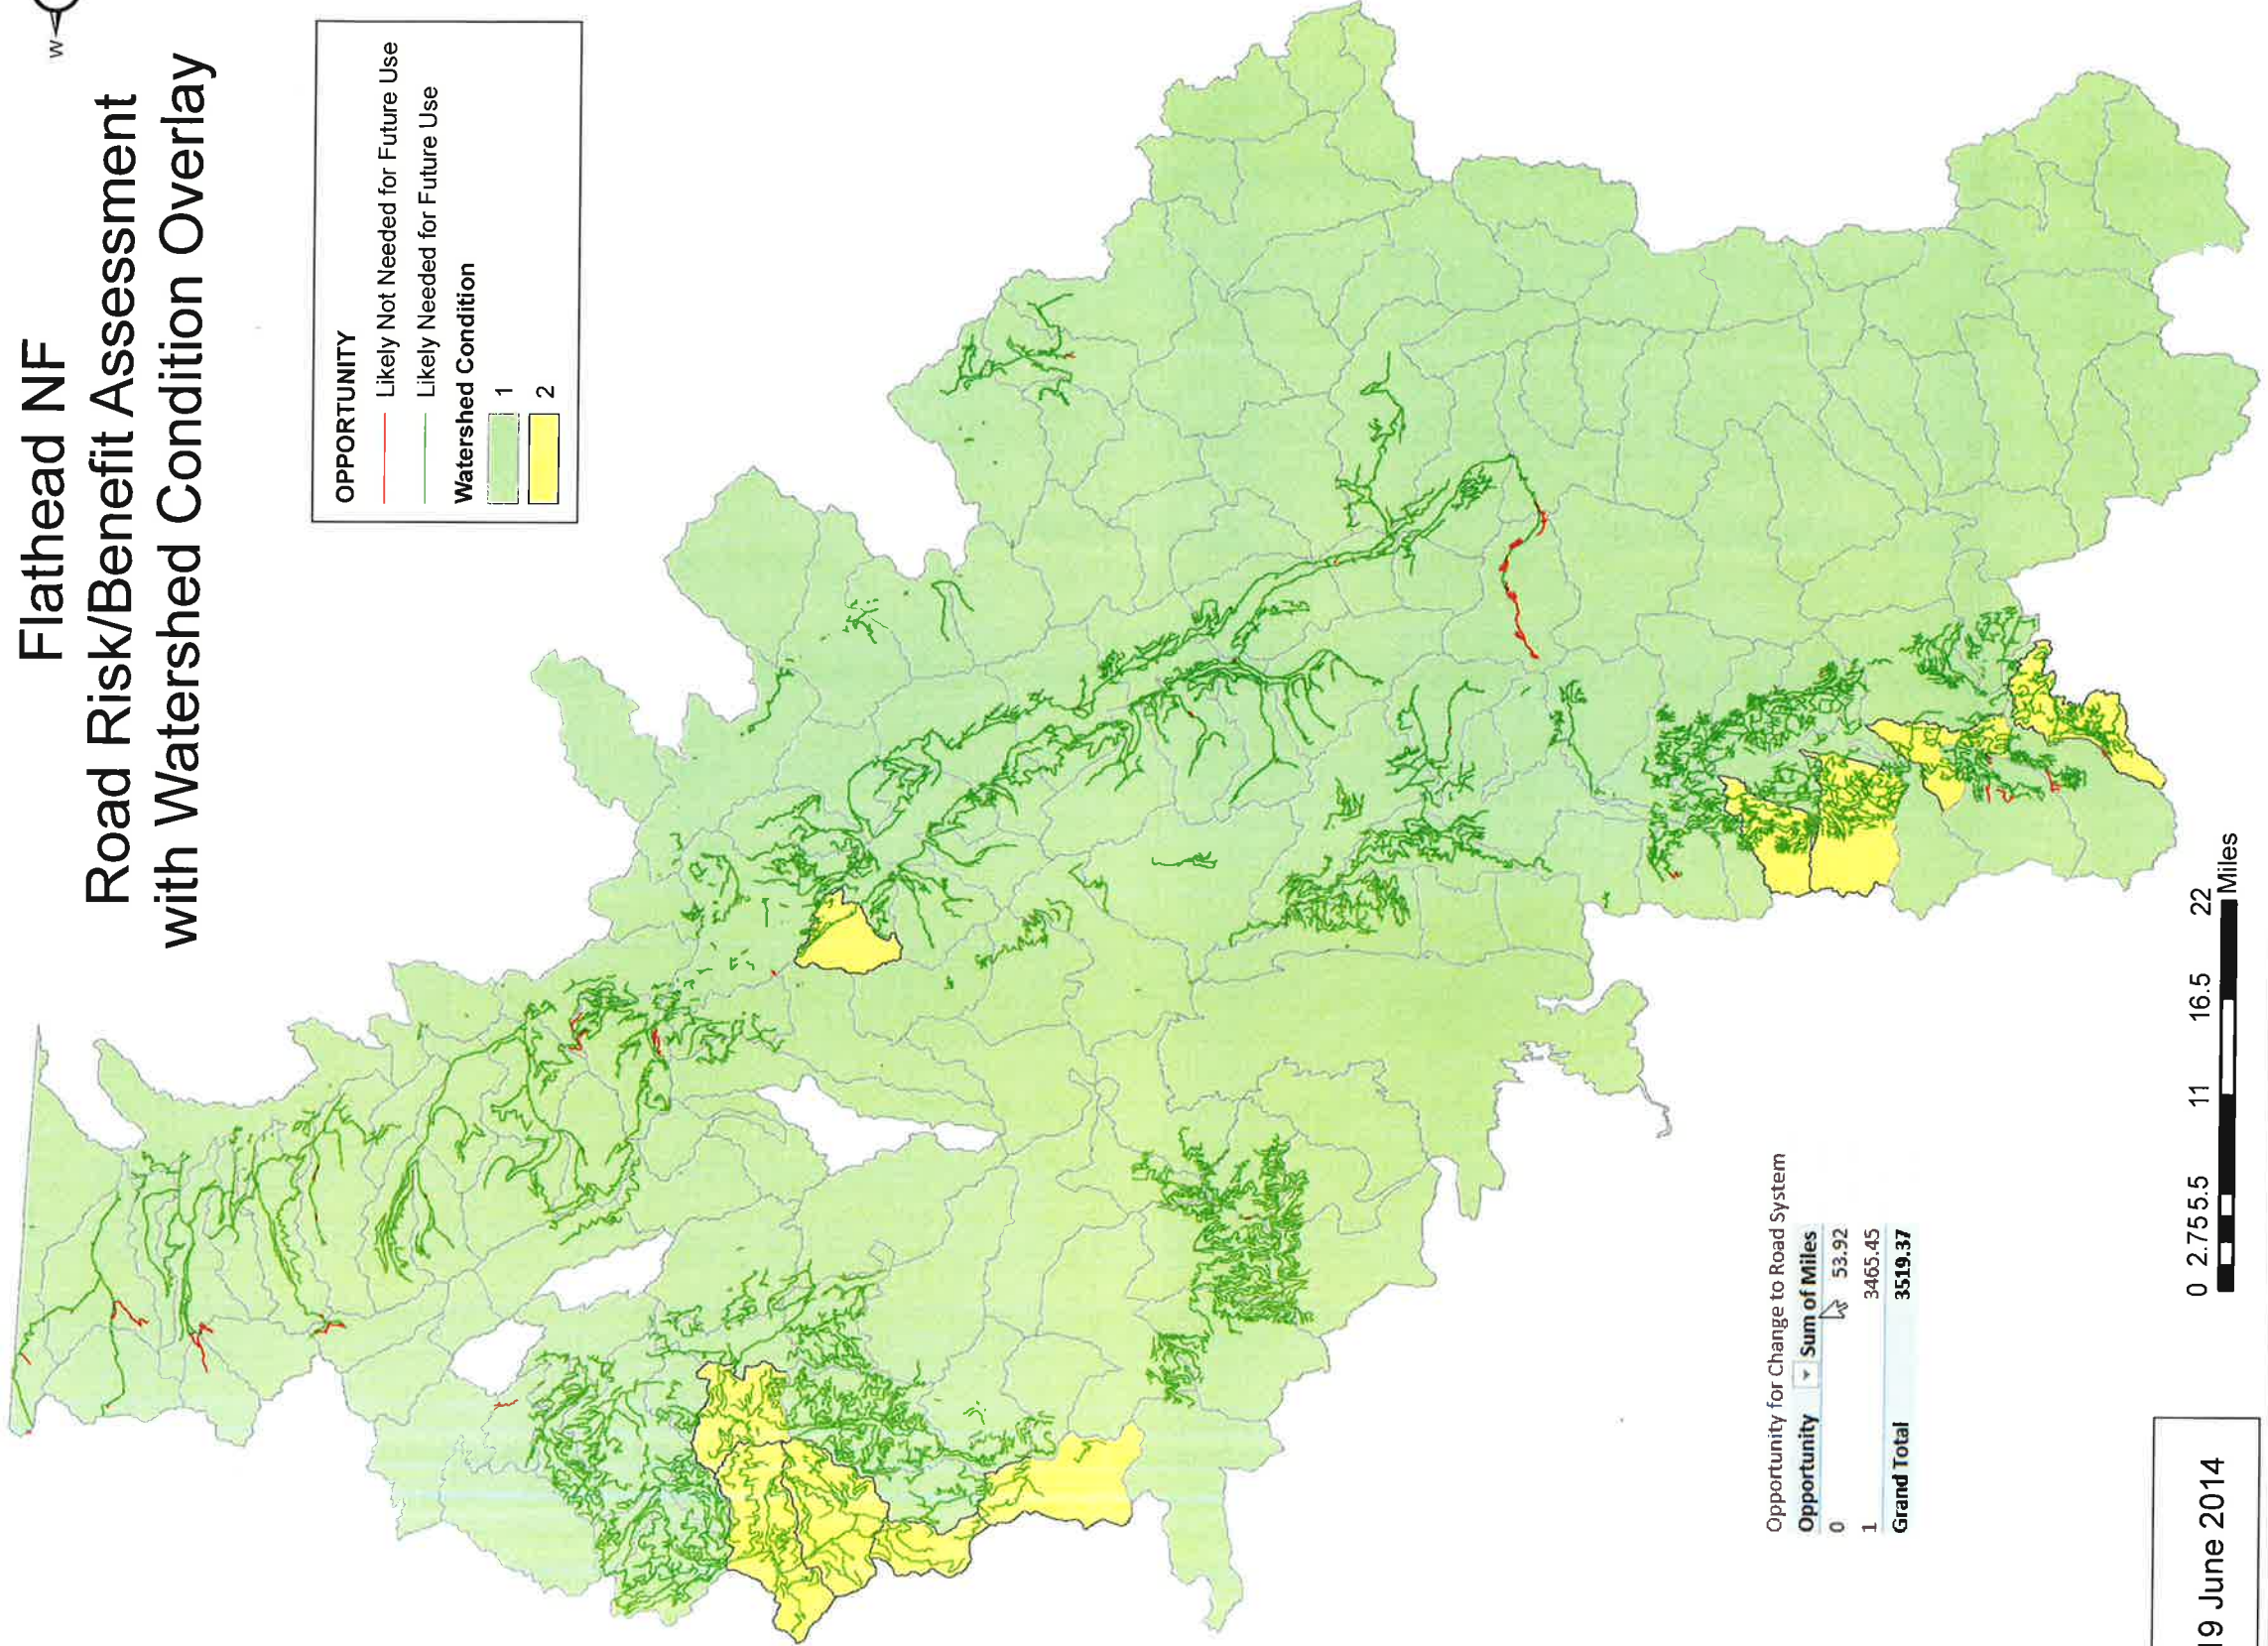 Flathead NF
Road Risk/Benefit Assessment
with Watershed Condition Overlay
W
OPPORTUNITY
Likely Not Needed for Future Use
Likely Needed for Future Use
Watershed Condition
1
2
Opportunity for Change to Road System
Opportunity Sum of Miles
0 53.92
1 3465.45
Grand Total 3519.37
0 2.75 5.5 11 16.5 22
Miles
9 June 2014